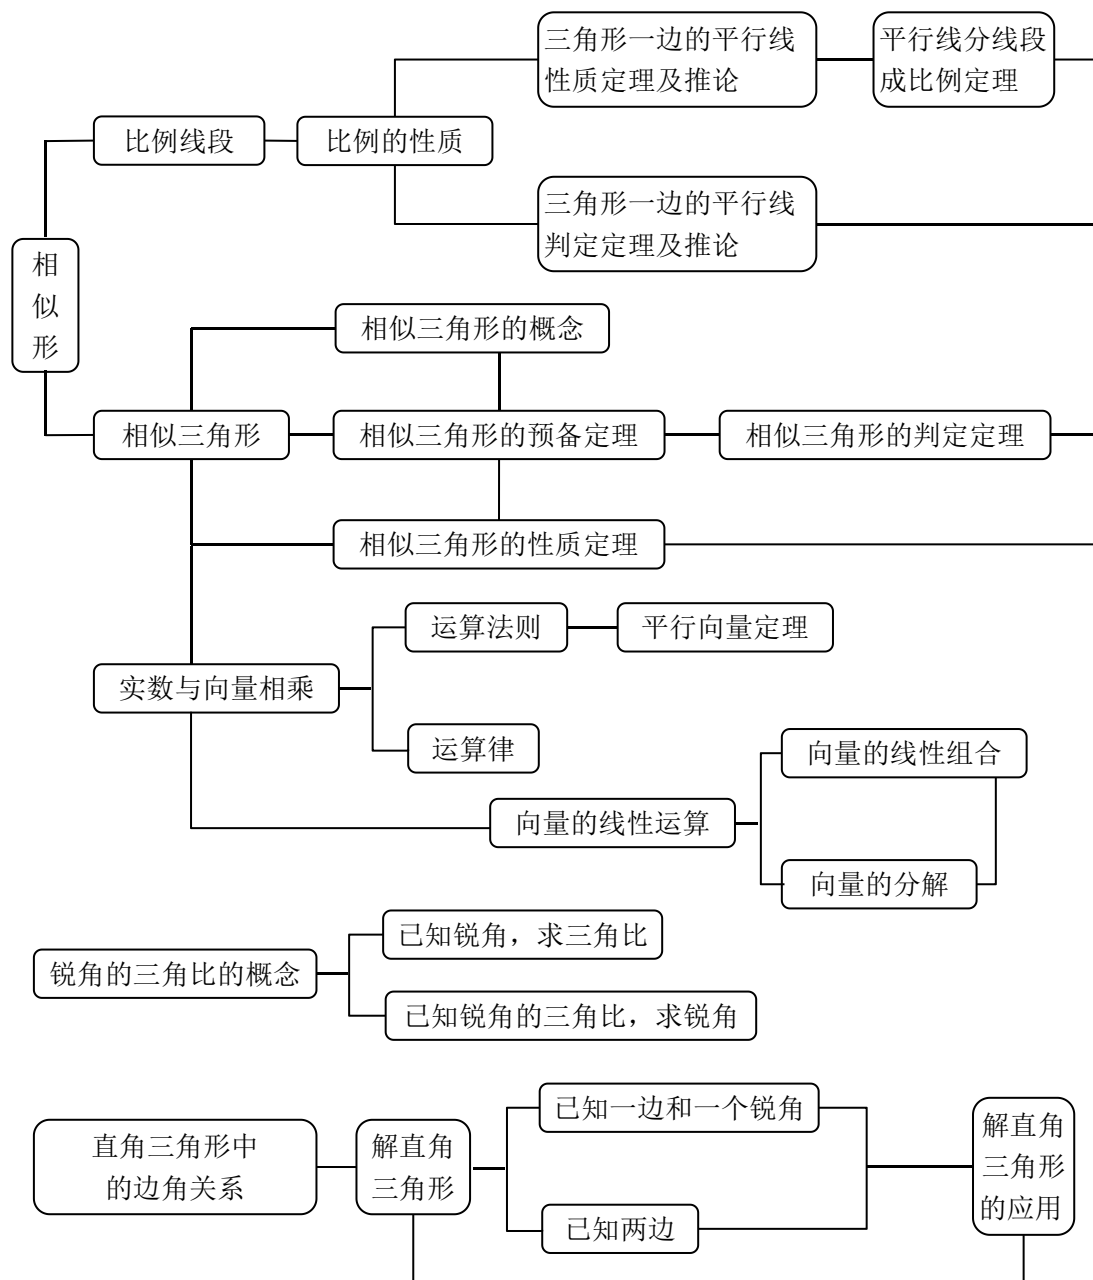 三角形一边的平行线
性质定理及推论
平行线分线段
成比例定理
比例线段
比例的性质
三角形一边的平行线
判定定理及推论
相
似
形
相似三角形的概念
相似三角形
相似三角形的预备定理
相似三角形的判定定理
相似三角形的性质定理
运算法则
平行向量定理
实数与向量相乘
运算律
向量的线性组合
向量的线性运算
向量的分解
已知锐角，求三角比
锐角的三角比的概念
已知锐角的三角比，求锐角
已知一边和一个锐角
直角三角形中
的边角关系
解直角
三角形
已知两边
解直角
三角形
的应用